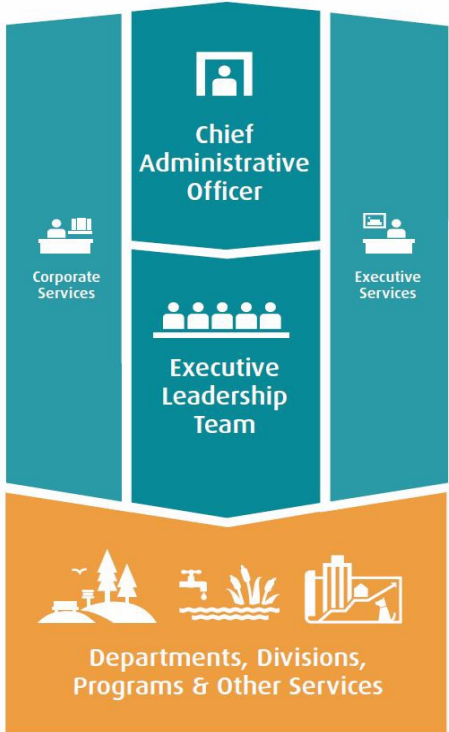 Chief
Administrative
Officer
Corporate
Services
Executive
Services
Executive
Leadership
Team
Departments, Divisions,
Programs & Other Services